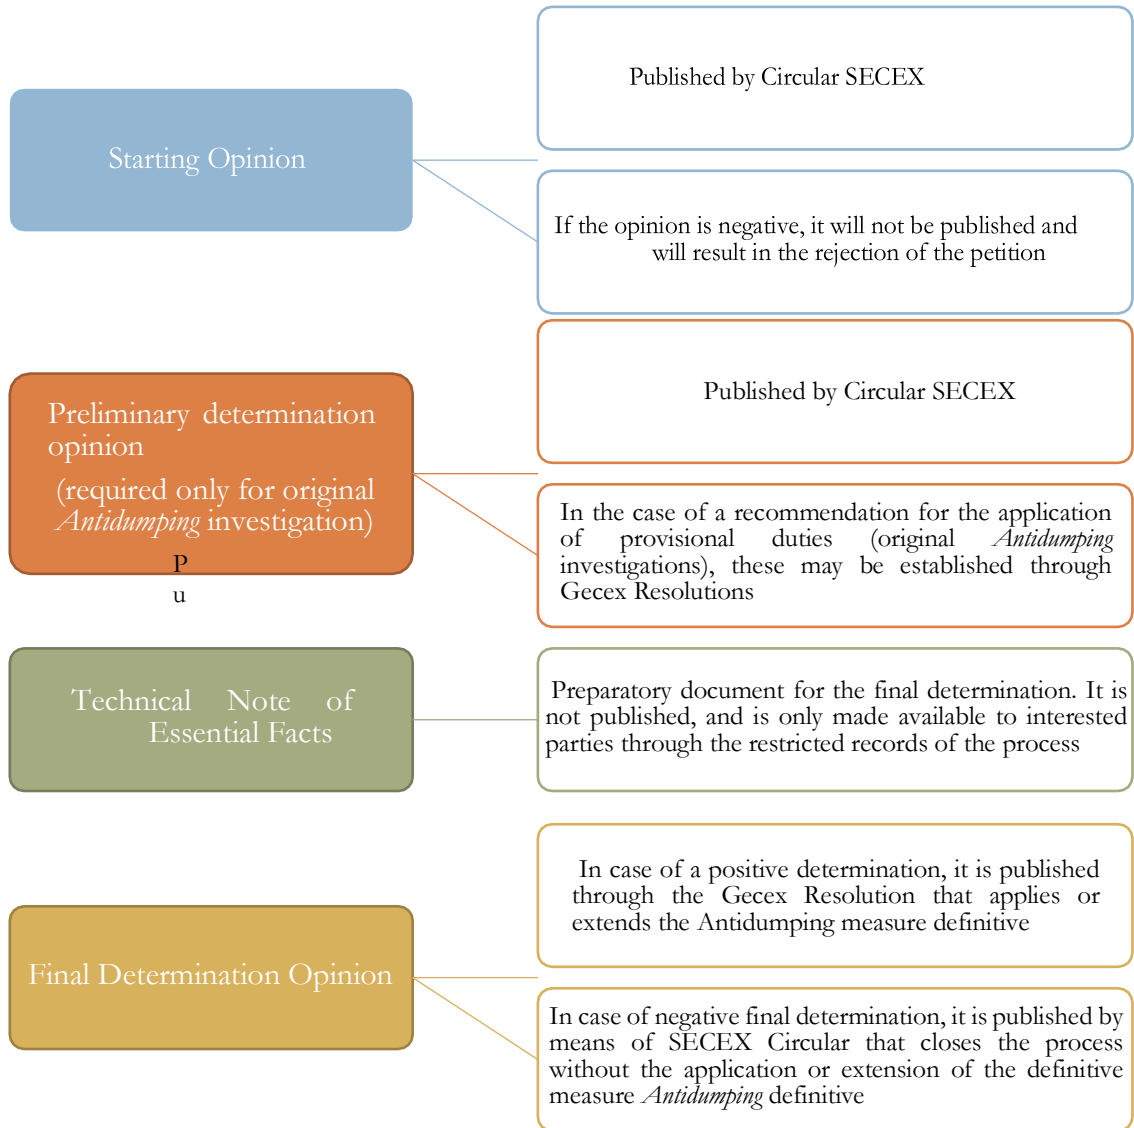 Published by Circular SECEX
Starting Opinion
If the opinion is negative, it will not be published and
will result in the rejection of the petition
Published by Circular SECEX
Preliminary determination
opinion
(required only for original
Antidumping investigation)
P
u
In the case of a recommendation for the application
of provisional duties (original Antidumping
investigations), these may be established through
Gecex Resolutions
Technical Note of
Essential Facts
Preparatory document for the final determination. It is
not published, and is only made available to interested
parties through the restricted records of the process
In case of a positive determination, it is published
through the Gecex Resolution that applies or
extends the Antidumping measure definitive
Final Determination Opinion
In case of negative final determination, it is published by
means of SECEX Circular that closes the process
without the application or extension of the definitive
measure Antidumping definitive